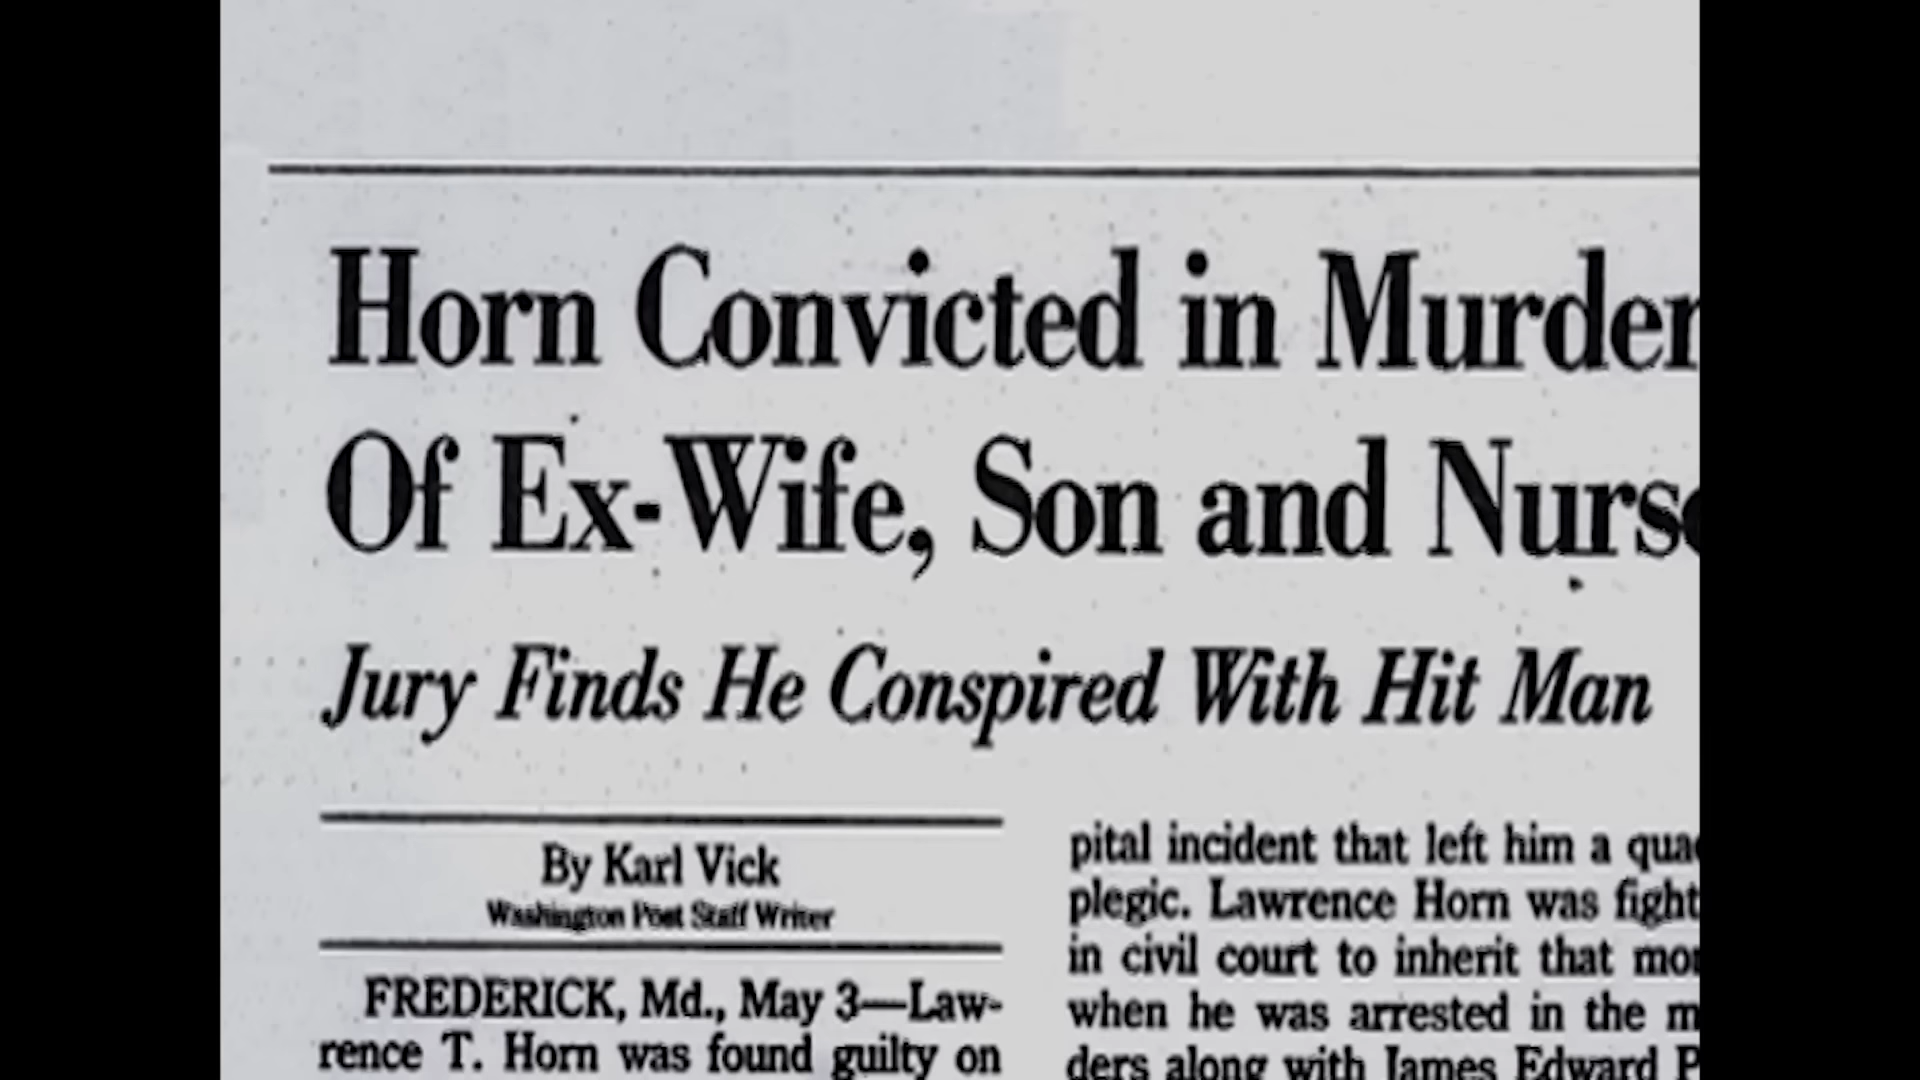 Horn Convicted in Murder
Of Ex-Wife, Son and Nurse
Jury Finds He Conspired With Hit Man
By Karl Vick
Washington Post Staff Writer
FREDERICK, Md., May 3—Law-
rence T. Horn was found guilty on
pital incident that left him a qua
plegic. Lawrence Horn was fight
in civil court to inherit that mo
when he was arrested in the m
ders along with James Edward P